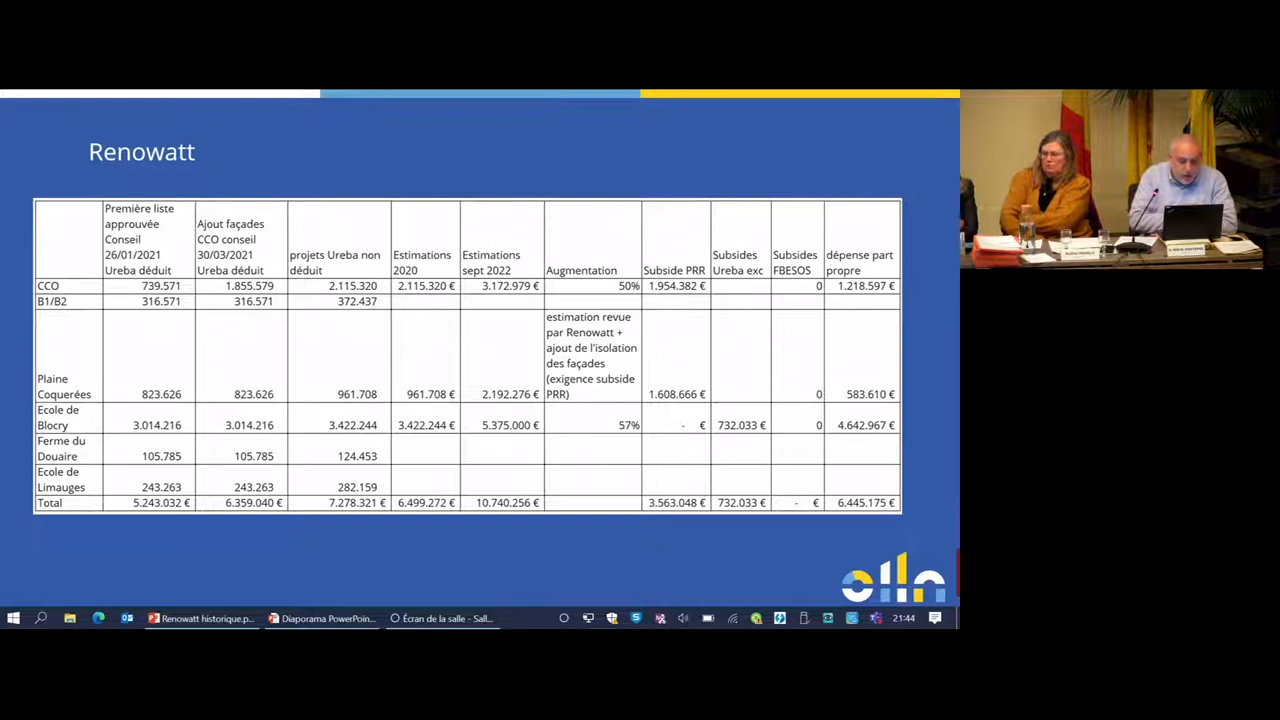 Renowatt
Première liste
approuvée
Conseil
26/01/2021
Ureba déduit
Ajout façades
CCO conseil
30/03/2021
Ureba déduit
projets Ureba non
déduit
Estimations
2020
Estimations
sept 2022
Augmentation
Subside PRR
Subsides
Ureba exc
Subsides
FBESOS
dépense part
propre
CCO 739.571 1.855.579 2.115.320 2.115.320 € 3.172.979 € 50% 1.954.382 € 0 1.218.597 €
B1/B2 316.571 316.571 372.437
estimation revue
par Renowatt +
ajout de l'isolation
des façades
(exigence subside
PRR)
Plaine
Coquerées 823.626 823.626 961.708 961.708 € 2.192.276 € 1.608.666 € 0 583.610 €
Ecole de
Blocry 3.014.216 3.014.216 3.422.244 3.422.244 € 5.375.000 € 57% - € 732.033 € 0 4.642.967 €
Ferme du
Douaire 105.785 105.785 124.453
Ecole de
Limauges 243.263 243.263 282.159
Total 5.243.032 € 6.359.040 € 7.278.321 € 6.499.272 € 10.740.256 € 3.563.048 € 732.033 € - € 6.445.175 €
olln
Renowatt historique.p...
Diaporama PowerPoin...
Écran de la salle - Sall...
21:44